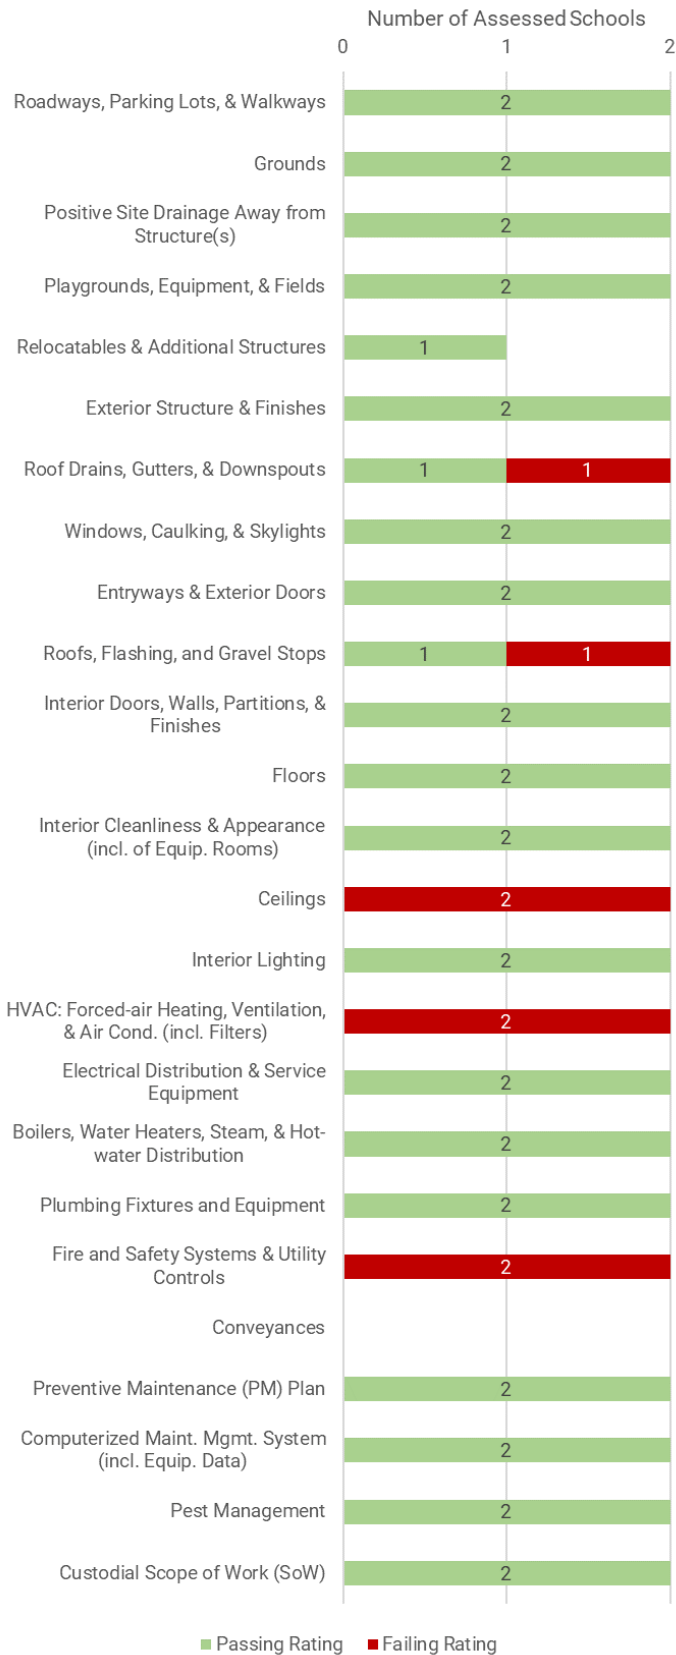 Number of Assessed Schools
0 1 2
Roadways, Parking Lots, & Walkways 2
Grounds 2
Positive Site Drainage Away from
Structure(s) 2
Playgrounds, Equipment, & Fields 2
Relocatables & Additional Structures 1
Exterior Structure & Finishes 2
Roof Drains, Gutters, & Downspouts 1 1
Windows, Caulking, & Skylights 2
Entryways & Exterior Doors 2
Roofs, Flashing, and Gravel Stops 1 1
Interior Doors, Walls, Partitions, &
Finishes 2
Floors 2
Interior Cleanliness & Appearance
(incl. of Equip. Rooms) 2
Ceilings 2
Interior Lighting 2
HVAC: Forced-air Heating, Ventilation,
& Air Cond. (incl. Filters) 2
Electrical Distribution & Service
Equipment 2
Boilers, Water Heaters, Steam, & Hot-
water Distribution 2
Plumbing Fixtures and Equipment 2
Fire and Safety Systems & Utility
Controls 2
Conveyances
Preventive Maintenance (PM) Plan 2
Computerized Maint. Mgmt. System
(incl. Equip. Data) 2
Pest Management 2
Custodial Scope of Work (SoW) 2
Passing Rating Failing Rating